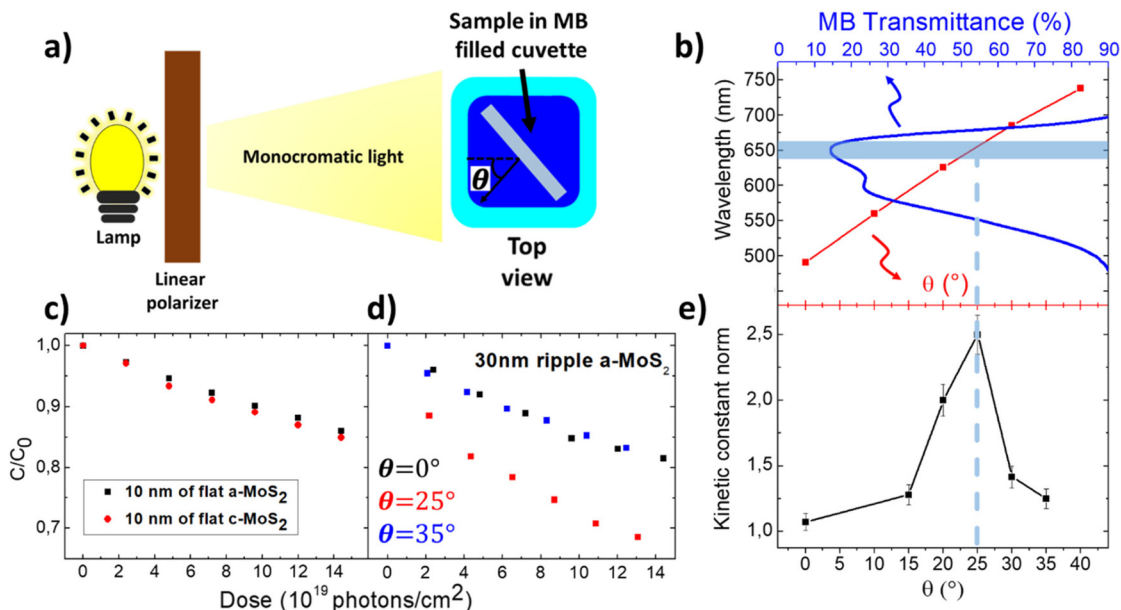 a)
Sample in MB
filled cuvette
Monocromatic light
θ
Lamp
Linear
polarizer
Top
view
b)
MB Transmittance (%)
0 10 20 30 40 50 60 70 80 90
Wavelength (nm)
750
700
650
600
550
500
θ (°)
c)
C/C0
1,0
0,9
0,8
0,7
10 nm of flat a-MoS2
10 nm of flat c-MoS2
0 2 4 6 8 10 12 14
d)
30nm ripple a-MoS2
θ=0°
θ=25°
θ=35°
0 2 4 6 8 10 12 14
Dose (10^19 photons/cm^2)
e)
Kinetic constant norm
2,5
2,0
1,5
1,0
0 5 10 15 20 25 30 35 40
θ (°)